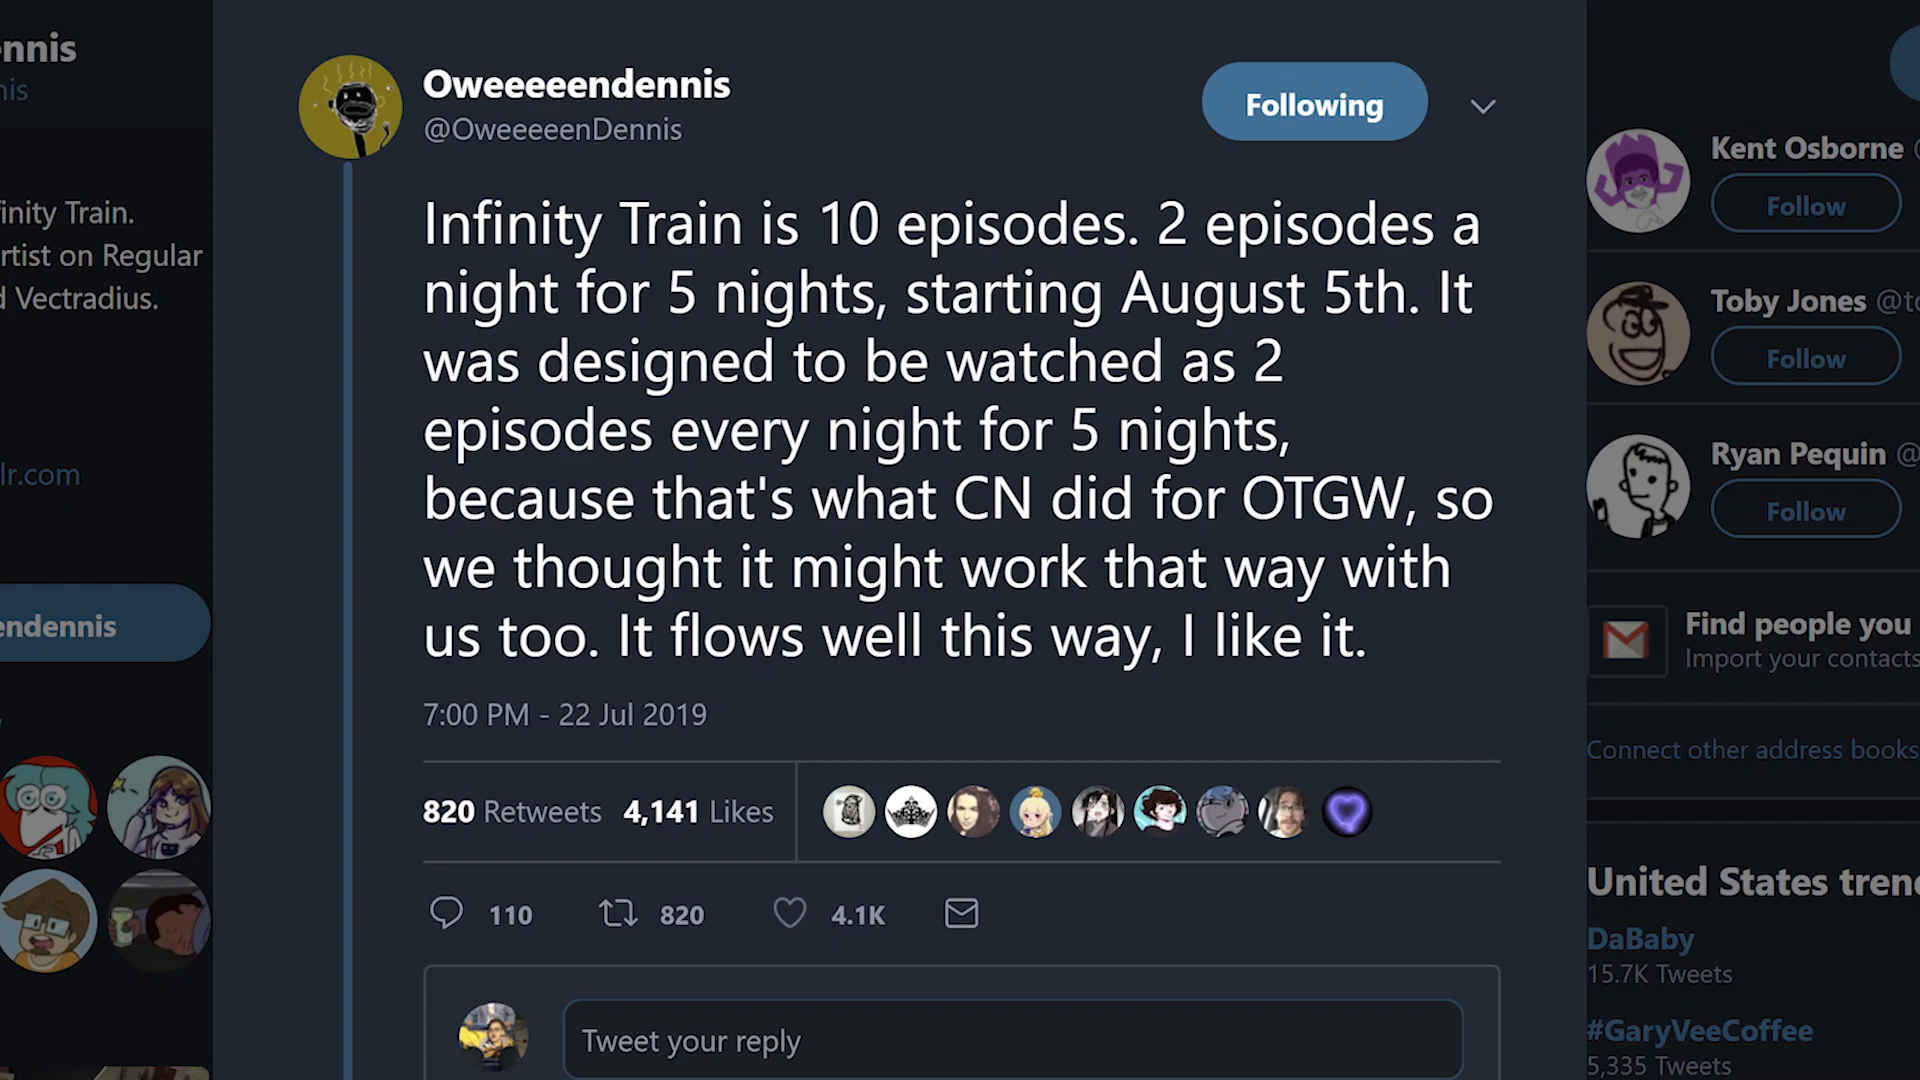 nnis
nis
finity Train.
rtist on Regular
d Vectradius.
lr.com
endennis
Oweeeeendennis
@OweeeeenDennis
Following
Infinity Train is 10 episodes. 2 episodes a
night for 5 nights, starting August 5th. It
was designed to be watched as 2
episodes every night for 5 nights,
because that's what CN did for OTGW, so
we thought it might work that way with
us too. It flows well this way, I like it.
7:00 PM - 22 Jul 2019
820 Retweets 4,141 Likes
110 820 4.1K
Tweet your reply
Kent Osborne @
Follow
Toby Jones @to
Follow
Ryan Pequin @
Follow
Find people you
Import your contacts
Connect other address books
United States tren
DaBaby
15.7K Tweets
#GaryVeeCoffee
5,335 Tweets